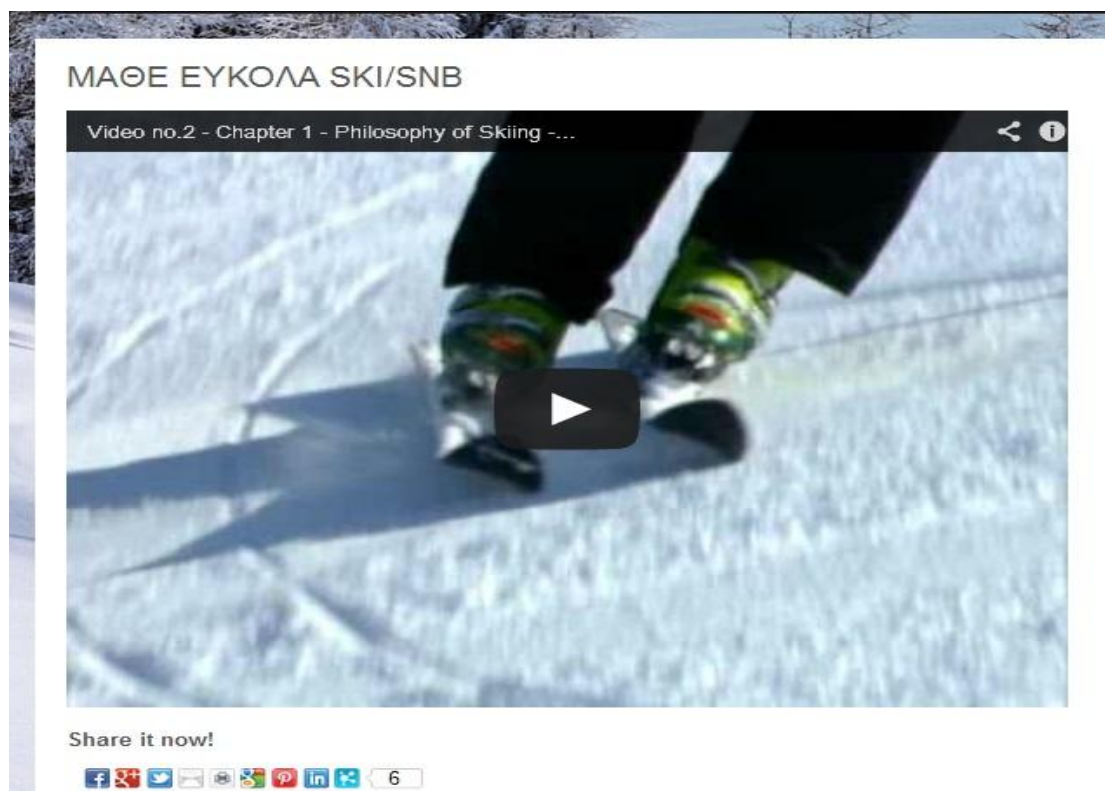 ΜΑΘΕ ΕΥΚΟΛΑ SKI/SNB
Video no.2 - Chapter 1 - Philosophy of Skiing -...
Share it now!
6